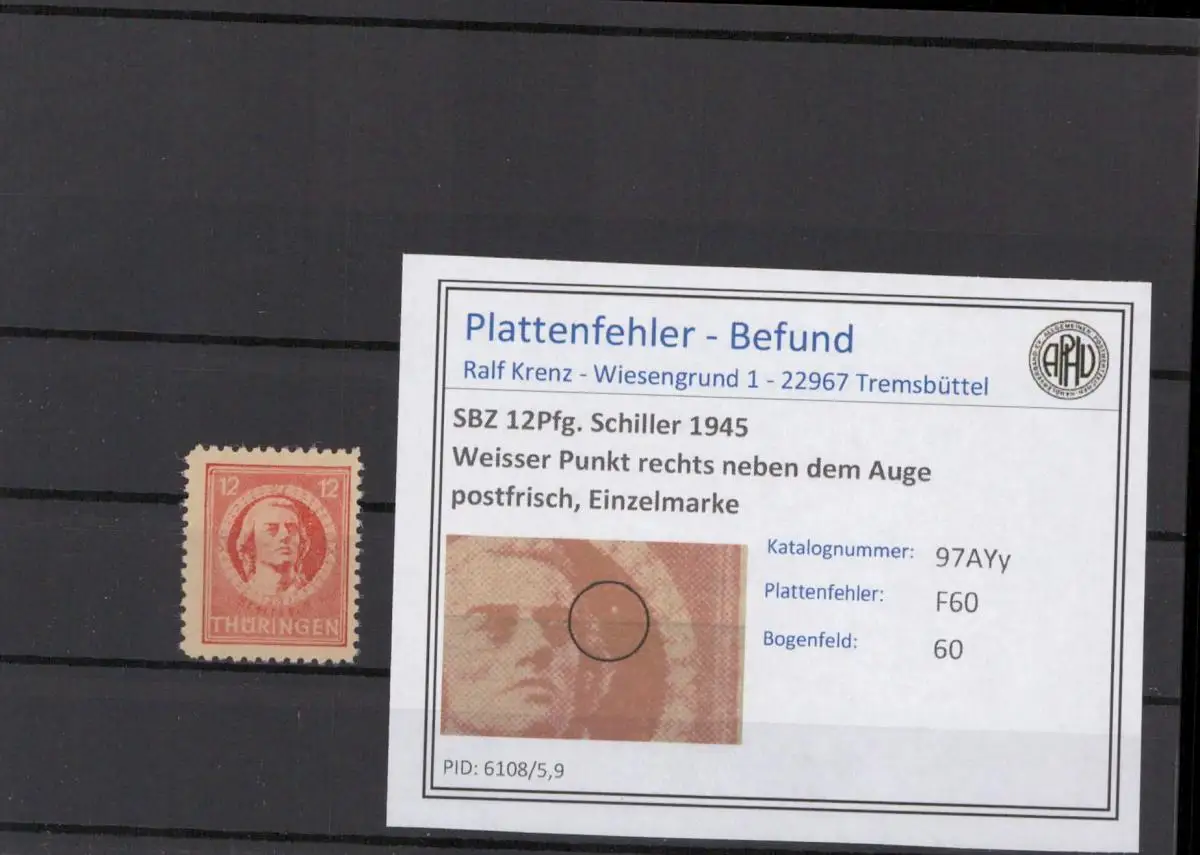 12 12
THÜRINGEN
Plattenfehler - Befund
Ralf Krenz - Wiesengrund 1 - 22967 Tremsbüttel
APHV
SBZ 12Pfg. Schiller 1945
Weisser Punkt rechts neben dem Auge
postfrisch, Einzelmarke
Katalognummer: 97AYy
Plattenfehler: F60
Bogenfeld: 60
PID: 6108/5,9